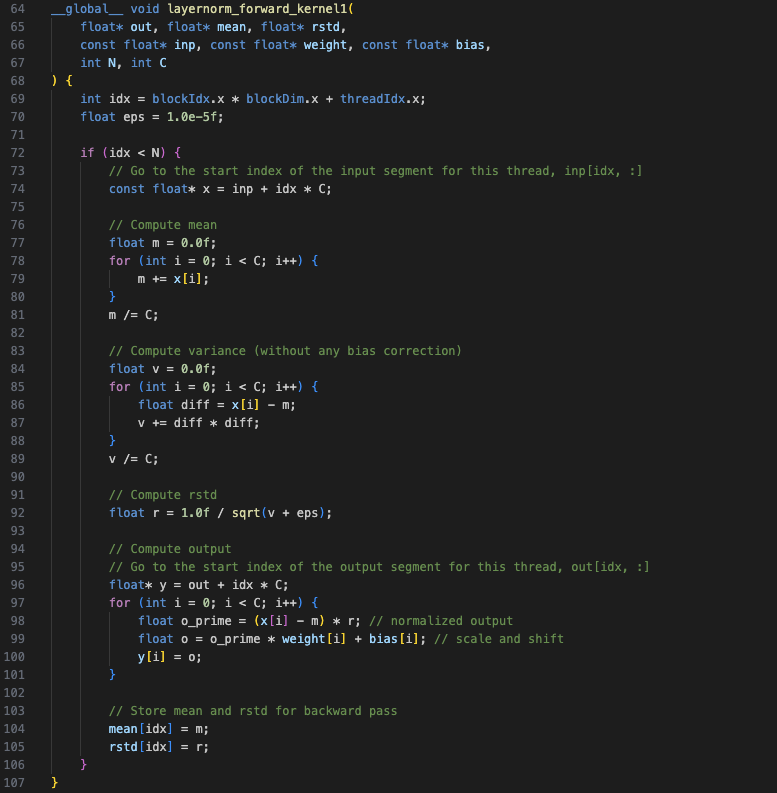 64 __global__ void layernorm_forward_kernel1(
65     float* out, float* mean, float* rstd,
66     const float* inp, const float* weight, const float* bias,
67     int N, int C
68 ) {
69     int idx = blockIdx.x * blockDim.x + threadIdx.x;
70     float eps = 1.0e-5f;
71
72     if (idx < N) {
73         // Go to the start index of the input segment for this thread, inp[idx, :]
74         const float* x = inp + idx * C;
75
76         // Compute mean
77         float m = 0.0f;
78         for (int i = 0; i < C; i++) {
79             m += x[i];
80         }
81         m /= C;
82
83         // Compute variance (without any bias correction)
84         float v = 0.0f;
85         for (int i = 0; i < C; i++) {
86             float diff = x[i] - m;
87             v += diff * diff;
88         }
89         v /= C;
90
91         // Compute rstd
92         float r = 1.0f / sqrt(v + eps);
93
94         // Compute output
95         // Go to the start index of the output segment for this thread, out[idx, :]
96         float* y = out + idx * C;
97         for (int i = 0; i < C; i++) {
98             float o_prime = (x[i] - m) * r; // normalized output
99             float o = o_prime * weight[i] + bias[i]; // scale and shift
100             y[i] = o;
101         }
102
103         // Store mean and rstd for backward pass
104         mean[idx] = m;
105         rstd[idx] = r;
106     }
107 }